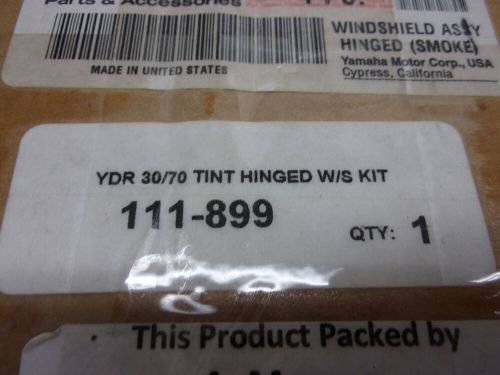 Parts & Accessories
MADE IN UNITED STATES
WINDSHIELD ASSY
HINGED (SMOKE)
Yamaha Motor Corp., USA
Cypress, California
YDR 30/70 TINT HINGED W/S KIT
111-899
QTY: 1
This Product Packed by